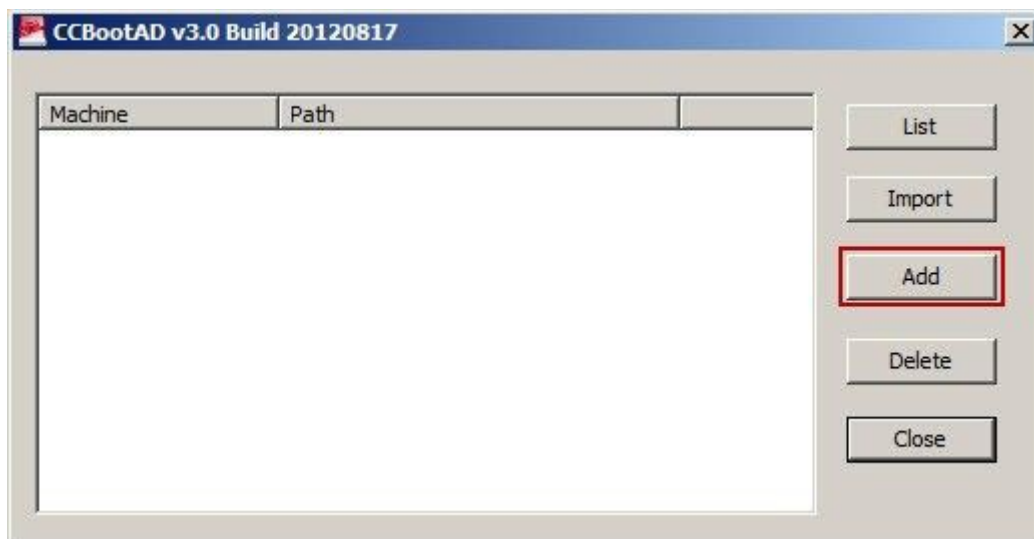 CCBootAD v3.0 Build 20120817
Machine Path
List
Import
Add
Delete
Close